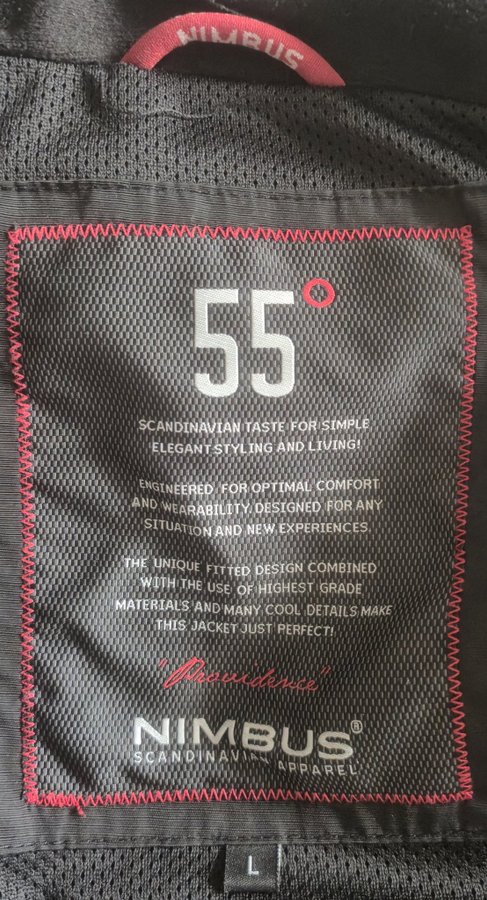 NIMBUS
55°
SCANDINAVIAN TASTE FOR SIMPLE
ELEGANT STYLING AND LIVING!
ENGINEERED FOR OPTIMAL COMFORT
AND WEARABILITY. DESIGNED FOR ANY
SITUATION AND NEW EXPERIENCES.
THE UNIQUE FITTED DESIGN COMBINED
WITH THE USE OF HIGHEST GRADE
MATERIALS AND MANY COOL DETAILS MAKE
THIS JACKET JUST PERFECT!
"Providence"
NIMBUS®
SCANDINAVIAN APPAREL
L